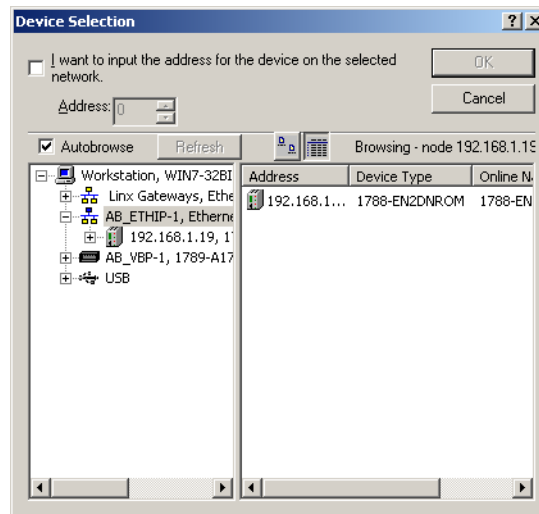 Device Selection
I want to input the address for the device on the selected
network.
OK
Address: 0
Cancel
Autobrowse Refresh Browsing - node 192.168.1.19
Workstation, WIN7-32BI
Linx Gateways, Ethe
AB_ETHIP-1, Etherne
192.168.1.19, 1
AB_VBP-1, 1789-A17
USB
Address Device Type Online N
192.168.1... 1788-EN2DNROM 1788-EN